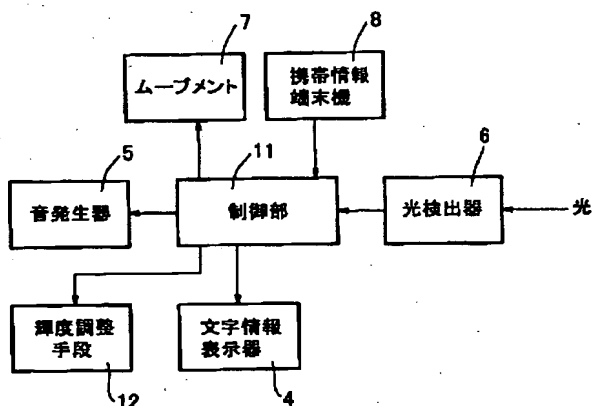 7
8
ムーブメント
携帯情報
端末機
5
11
6
音発生器
制御部
光検出器
光
輝度調整
手段
文字情報
表示器
12
4